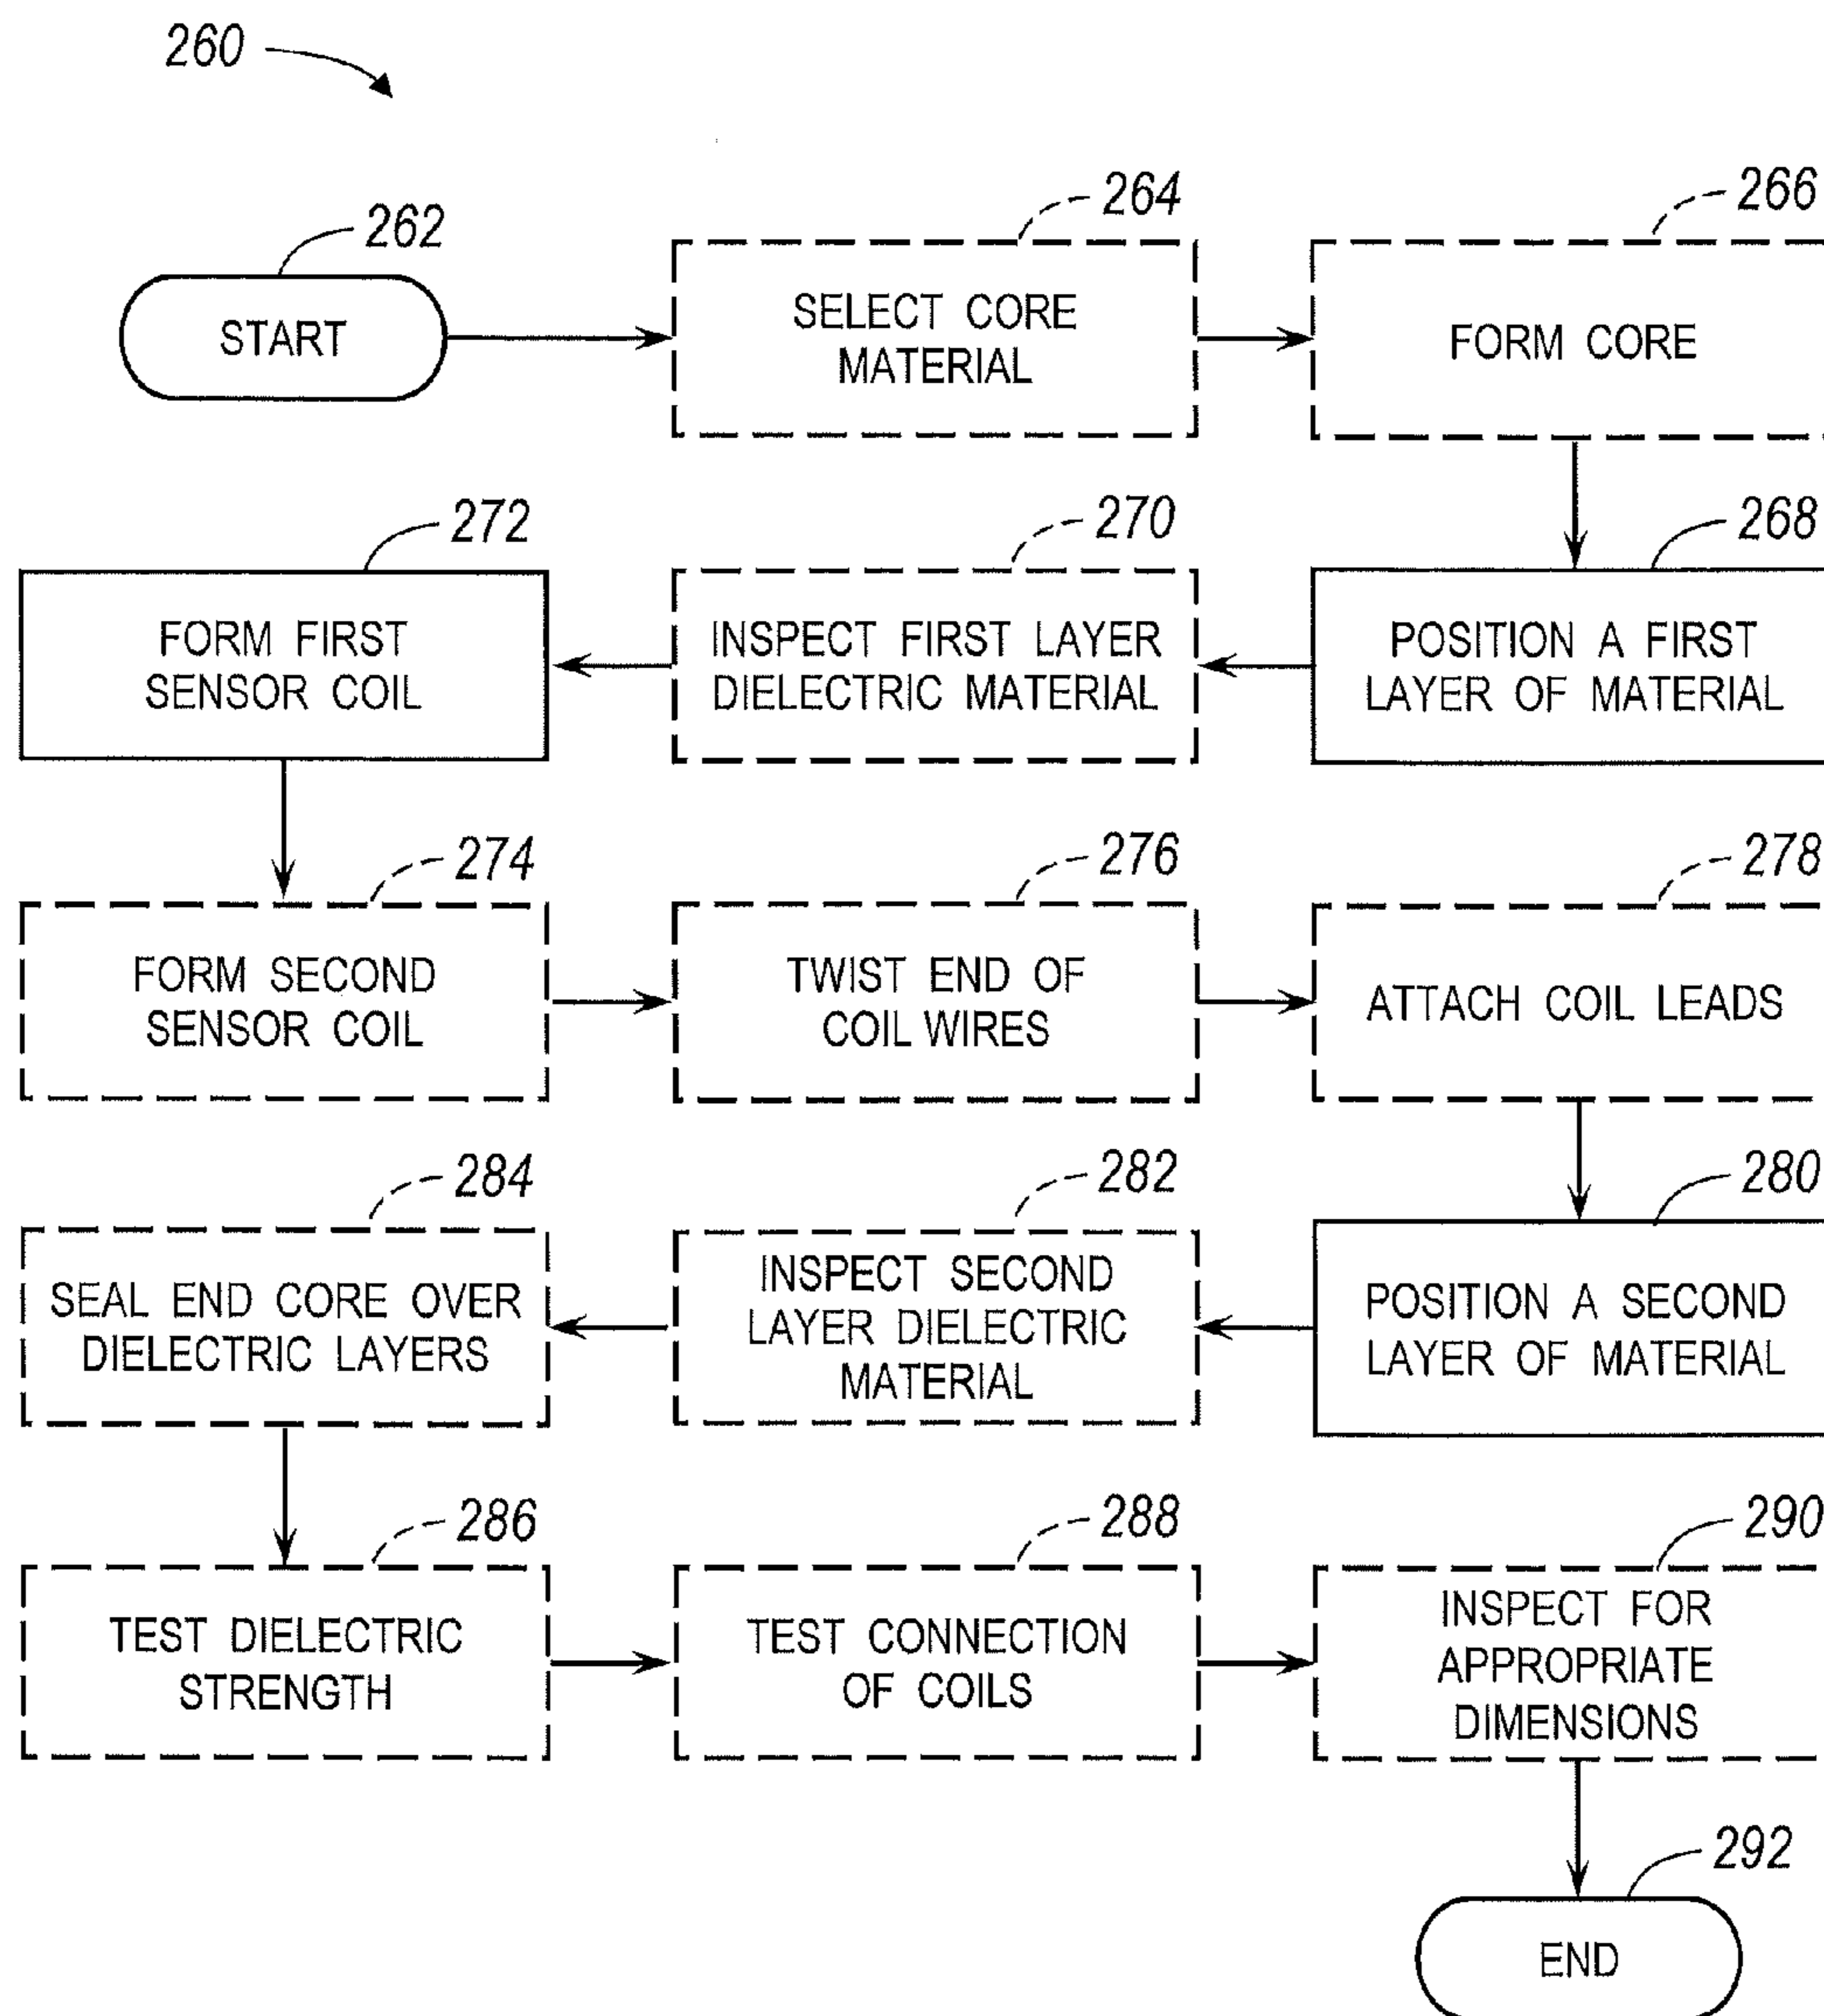 260
262
START
264
SELECT CORE
MATERIAL
266
FORM CORE
268
POSITION A FIRST
LAYER OF MATERIAL
270
INSPECT FIRST LAYER
DIELECTRIC MATERIAL
272
FORM FIRST
SENSOR COIL
274
FORM SECOND
SENSOR COIL
276
TWIST END OF
COIL WIRES
278
ATTACH COIL LEADS
280
POSITION A SECOND
LAYER OF MATERIAL
282
INSPECT SECOND
LAYER DIELECTRIC
MATERIAL
284
SEAL END CORE OVER
DIELECTRIC LAYERS
286
TEST DIELECTRIC
STRENGTH
288
TEST CONNECTION
OF COILS
290
INSPECT FOR
APPROPRIATE
DIMENSIONS
292
END